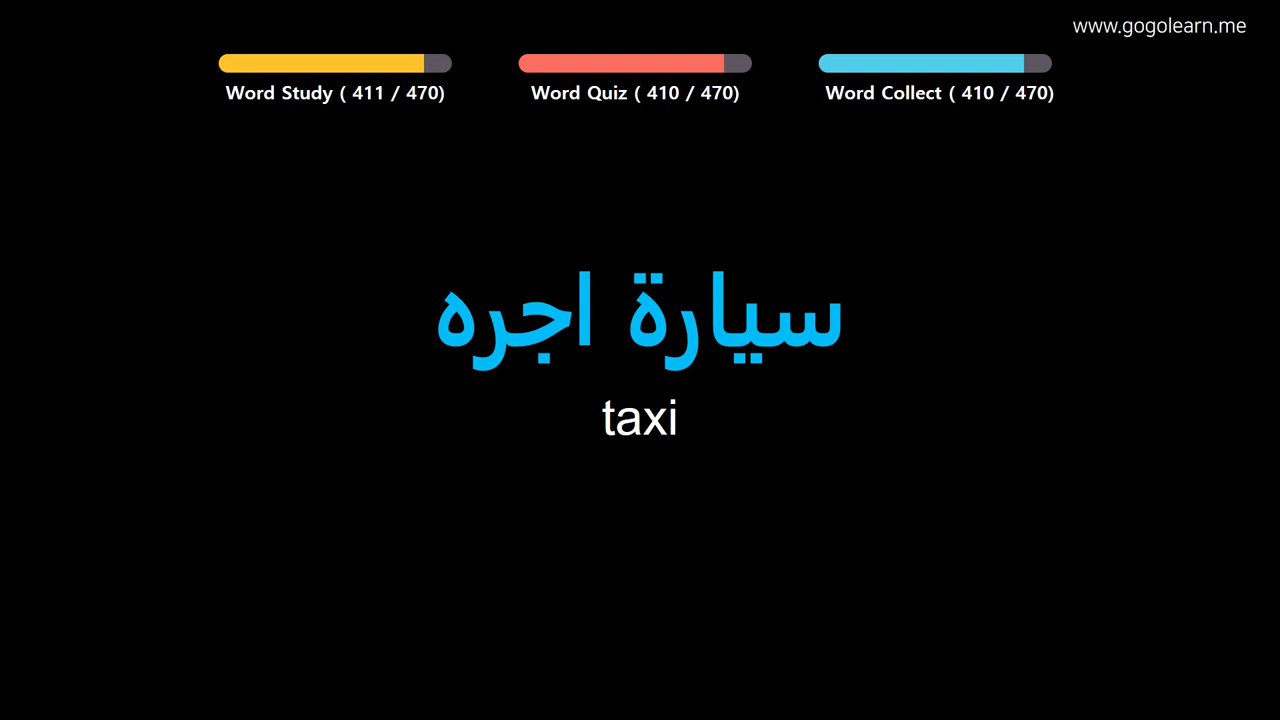 www.gogolearn.me
Word Study ( 411 / 470)
Word Quiz ( 410 / 470)
Word Collect ( 410 / 470)
سيارة اجره
taxi